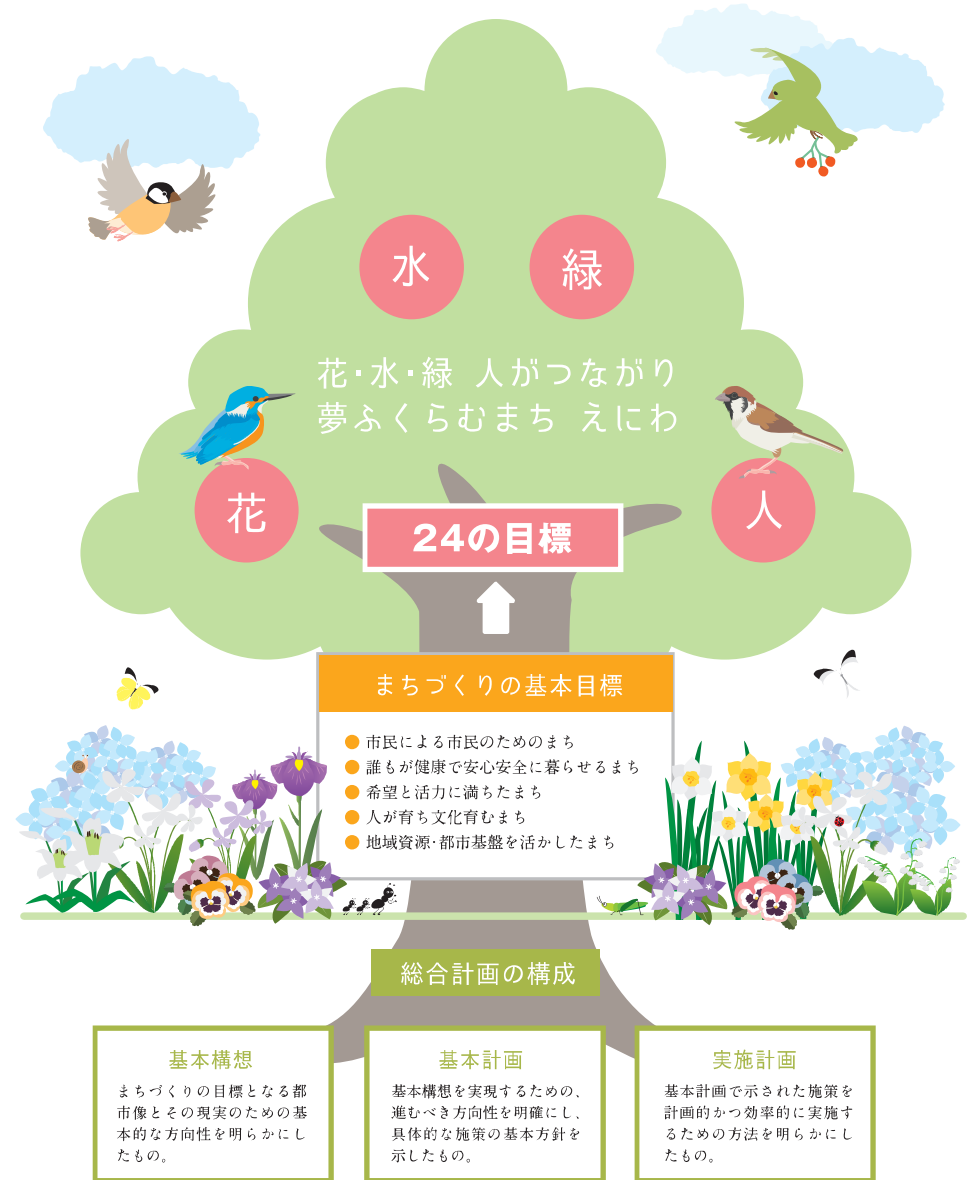 水
緑
花・水・緑 人がつながり
夢ふくらむまち えにわ
花
人
24の目標
まちづくりの基本目標
市民による市民のためのまち
誰もが健康で安心安全に暮らせるまち
希望と活力に満ちたまち
人が育ち文化育むまち
地域資源・都市基盤を活かしたまち
総合計画の構成
基本構想
まちづくりの目標となる都
市像とその現実のための基
本的な方向性を明らかにし
たもの。
基本計画
基本構想を実現するための、
進むべき方向性を明確にし、
具体的な施策の基本方針を
示したもの。
実施計画
基本計画で示された施策を
計画的かつ効率的に実施す
るための方法を明らかにし
たもの。